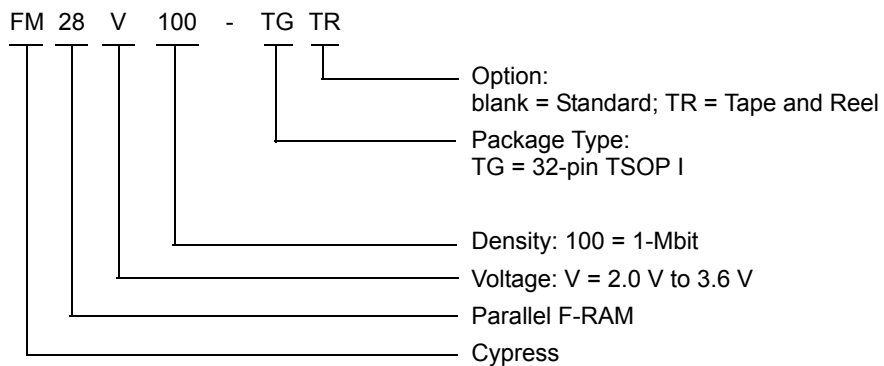 FM 28 V 100 - TG TR
Option:
blank = Standard; TR = Tape and Reel
Package Type:
TG = 32-pin TSOP I
Density: 100 = 1-Mbit
Voltage: V = 2.0 V to 3.6 V
Parallel F-RAM
Cypress